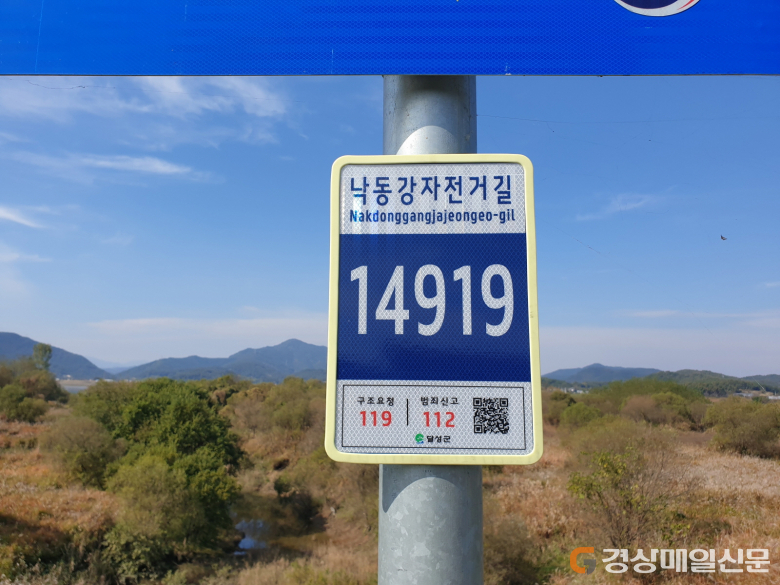 낙동강자전거길
Nakdonggangjajeongeo-gil
14919
구조요청 범죄신고
119 112
달성군
경상매일신문